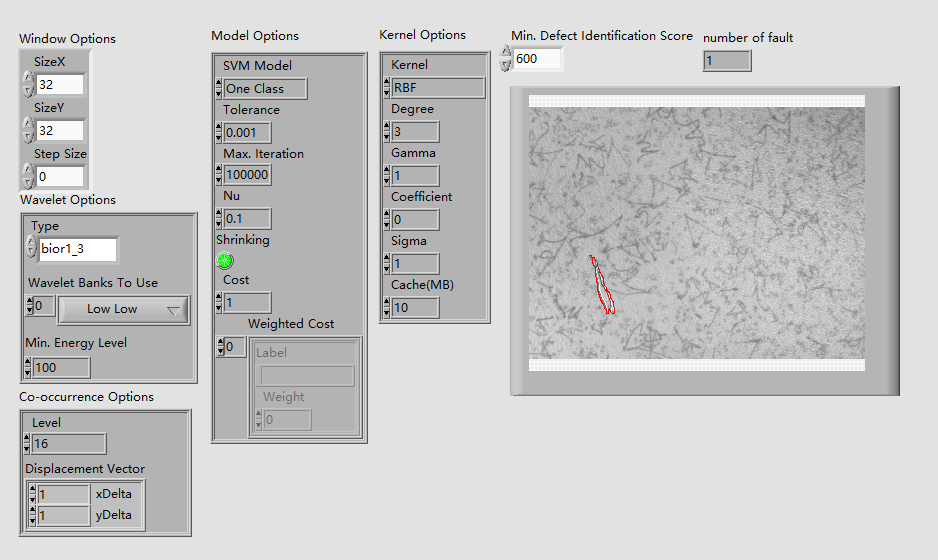 Window Options
SizeX
32
SizeY
32
Step Size
0
Wavelet Options
Type
bior1_3
Wavelet Banks To Use
0
Low Low
Min. Energy Level
100
Co-occurrence Options
Level
16
Displacement Vector
1 xDelta
1 yDelta
Model Options
SVM Model
One Class
Tolerance
0.001
Max. Iteration
100000
Nu
0.1
Shrinking
Cost
1
Weighted Cost
0
Label
Weight
0
Kernel Options
Kernel
RBF
Degree
3
Gamma
1
Coefficient
0
Sigma
1
Cache(MB)
10
Min. Defect Identification Score
600
number of fault
1